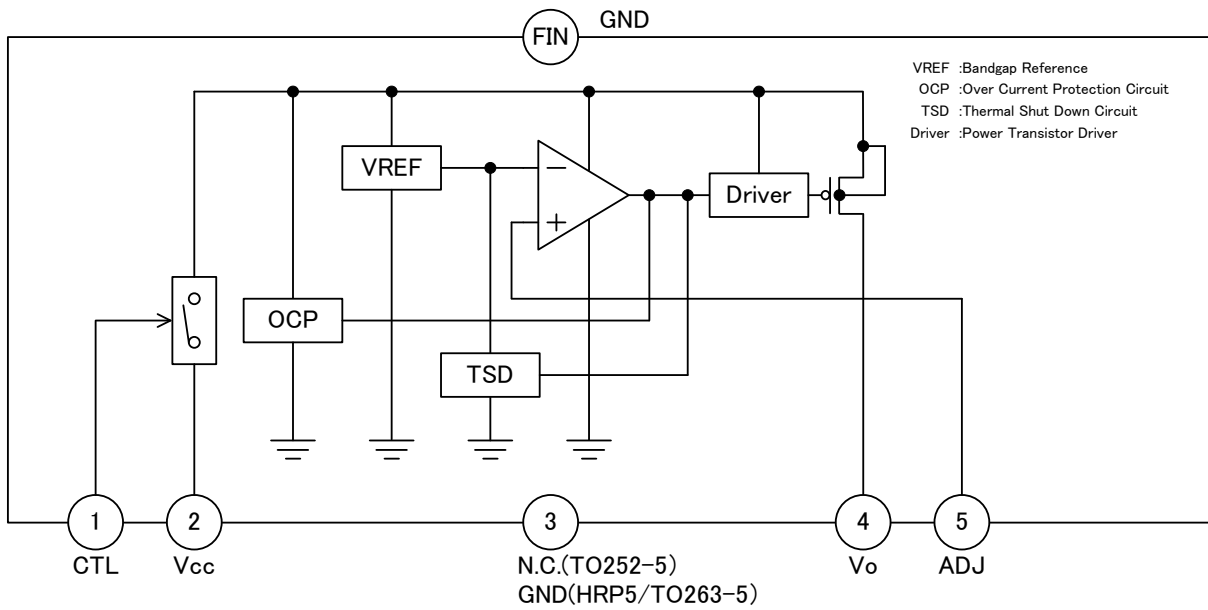 FIN GND
VREF :Bandgap Reference
OCP :Over Current Protection Circuit
TSD :Thermal Shut Down Circuit
Driver :Power Transistor Driver
VREF
−
+
Driver
OCP
TSD
1 2 3 4 5
CTL Vcc N.C.(TO252-5) Vo ADJ
GND(HRP5/TO263-5)